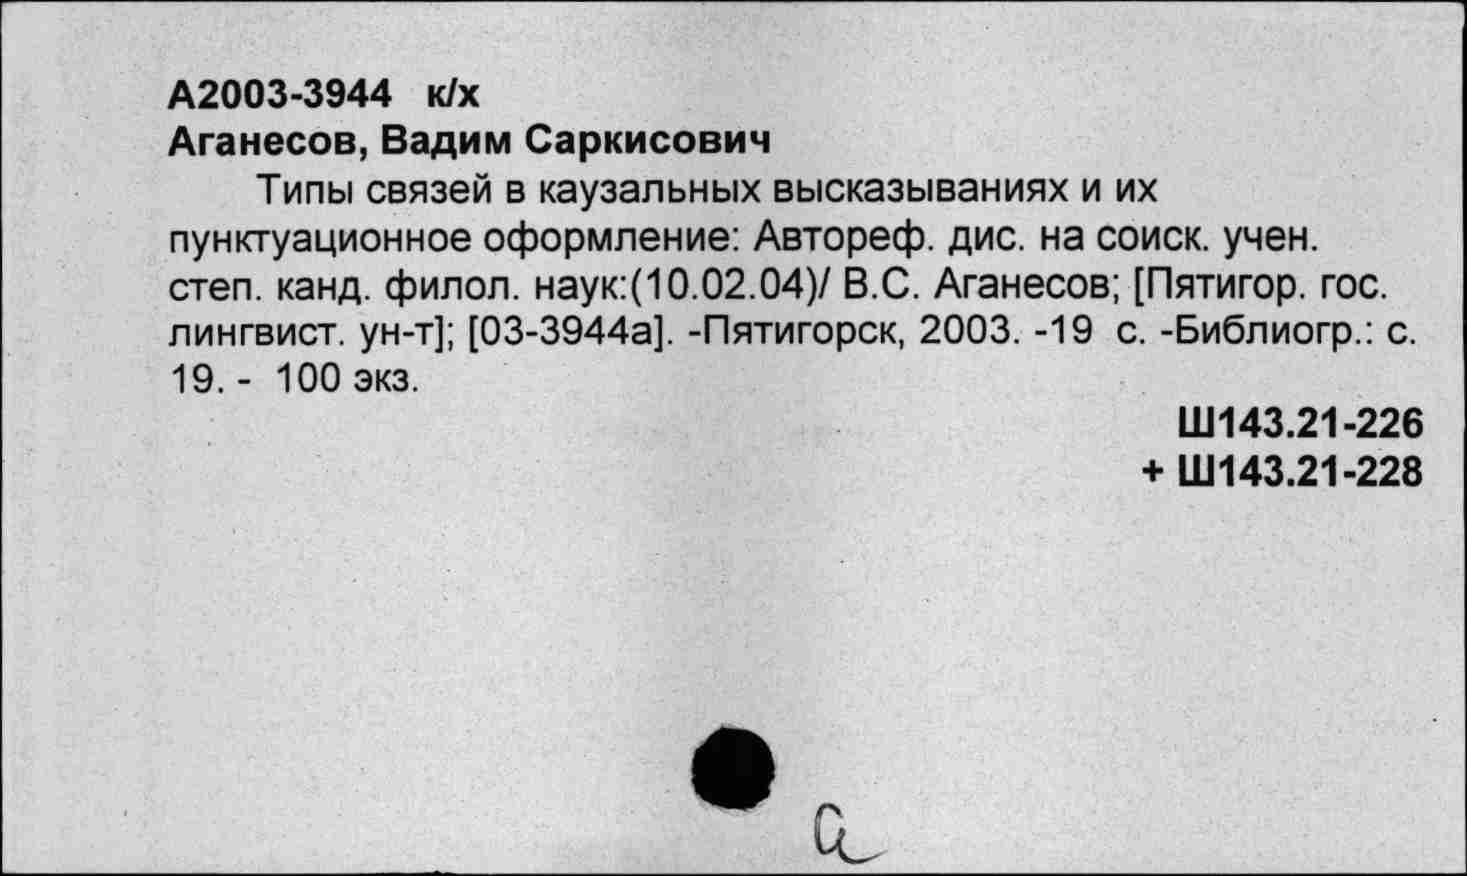 А2003-3944 к/х
Аганесов, Вадим Саркисович
Типы связей в каузальных высказываниях и их
пунктуационное оформление: Автореф. дис. на соиск. учен.
степ. канд. филол. наук:(10.02.04)/ В.С. Аганесов; [Пятигор. гос.
лингвист. ун-т]; [03-3944а]. -Пятигорск, 2003. -19 с. -Библиогр.: с.
19. - 100 экз.
Ш143.21-226
+ Ш143.21-228
а